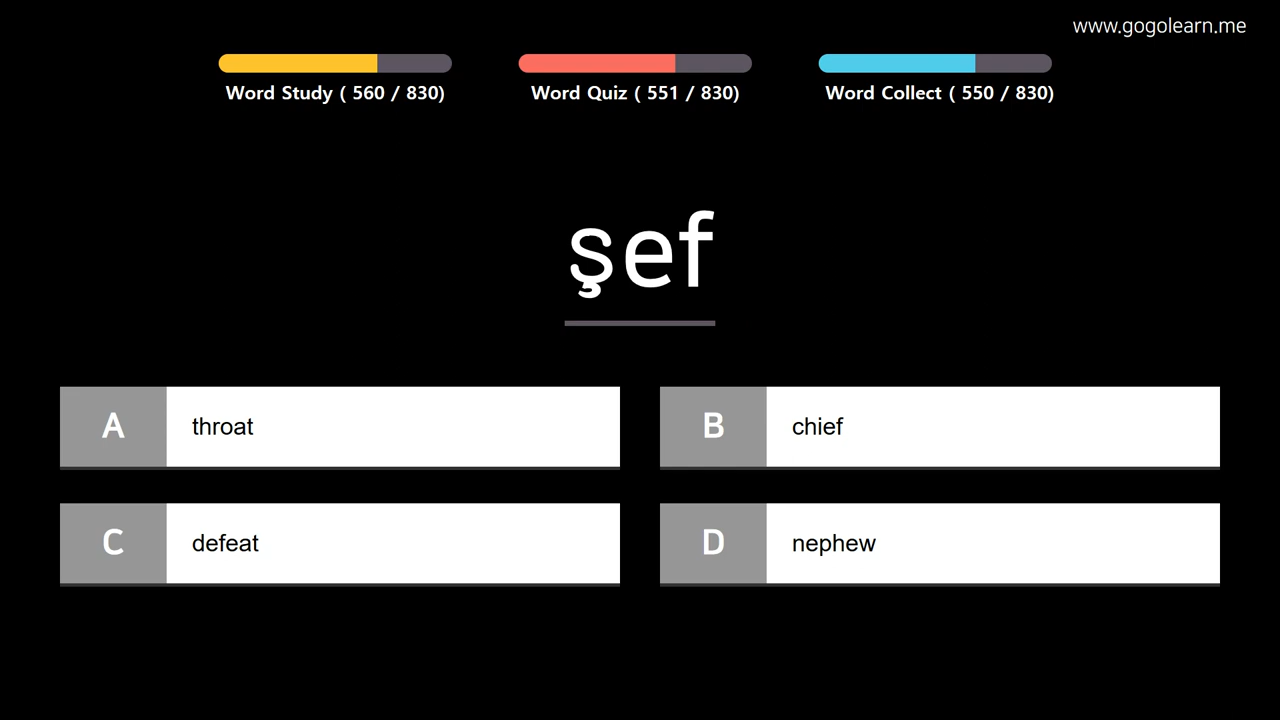 www.gogolearn.me
Word Study ( 560 / 830)
Word Quiz ( 551 / 830)
Word Collect ( 550 / 830)
şef
A throat
B chief
C defeat
D nephew